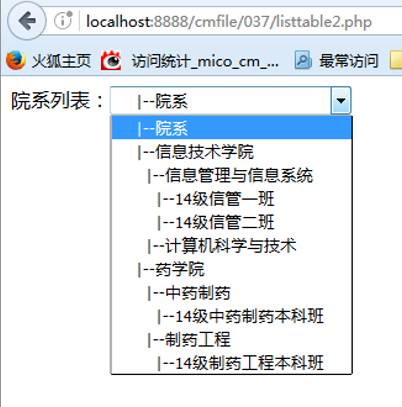 localhost:8888/cmfile/037/listtable2.php
火狐主页 访问统计_mico_cm_... 最常访问
院系列表： |--院系
|--院系
|--信息技术学院
|--信息管理与信息系统
|--14级信管一班
|--14级信管二班
|--计算机科学与技术
|--药学院
|--中药制药
|--14级中药制药本科班
|--制药工程
|--14级制药工程本科班